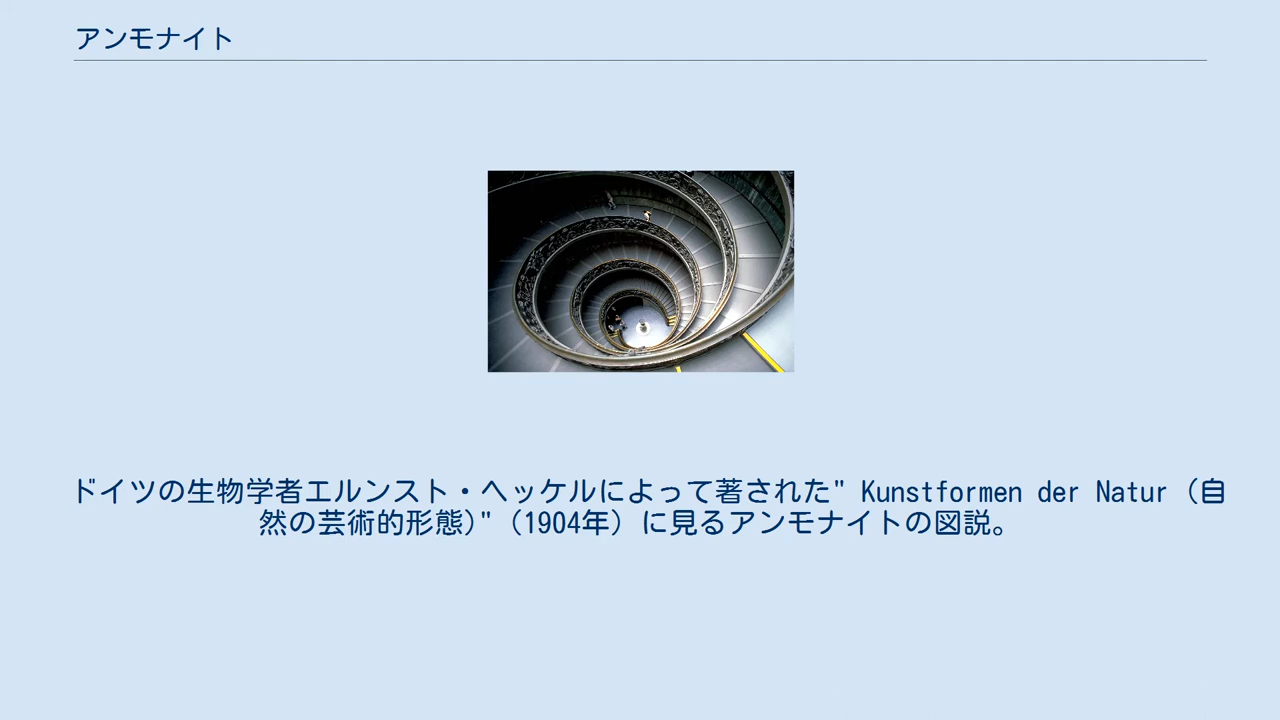 アンモナイト
ドイツの生物学者エルンスト・ヘッケルによって著された" Kunstformen der Natur（自
然の芸術的形態)"（1904年）に見るアンモナイトの図説。